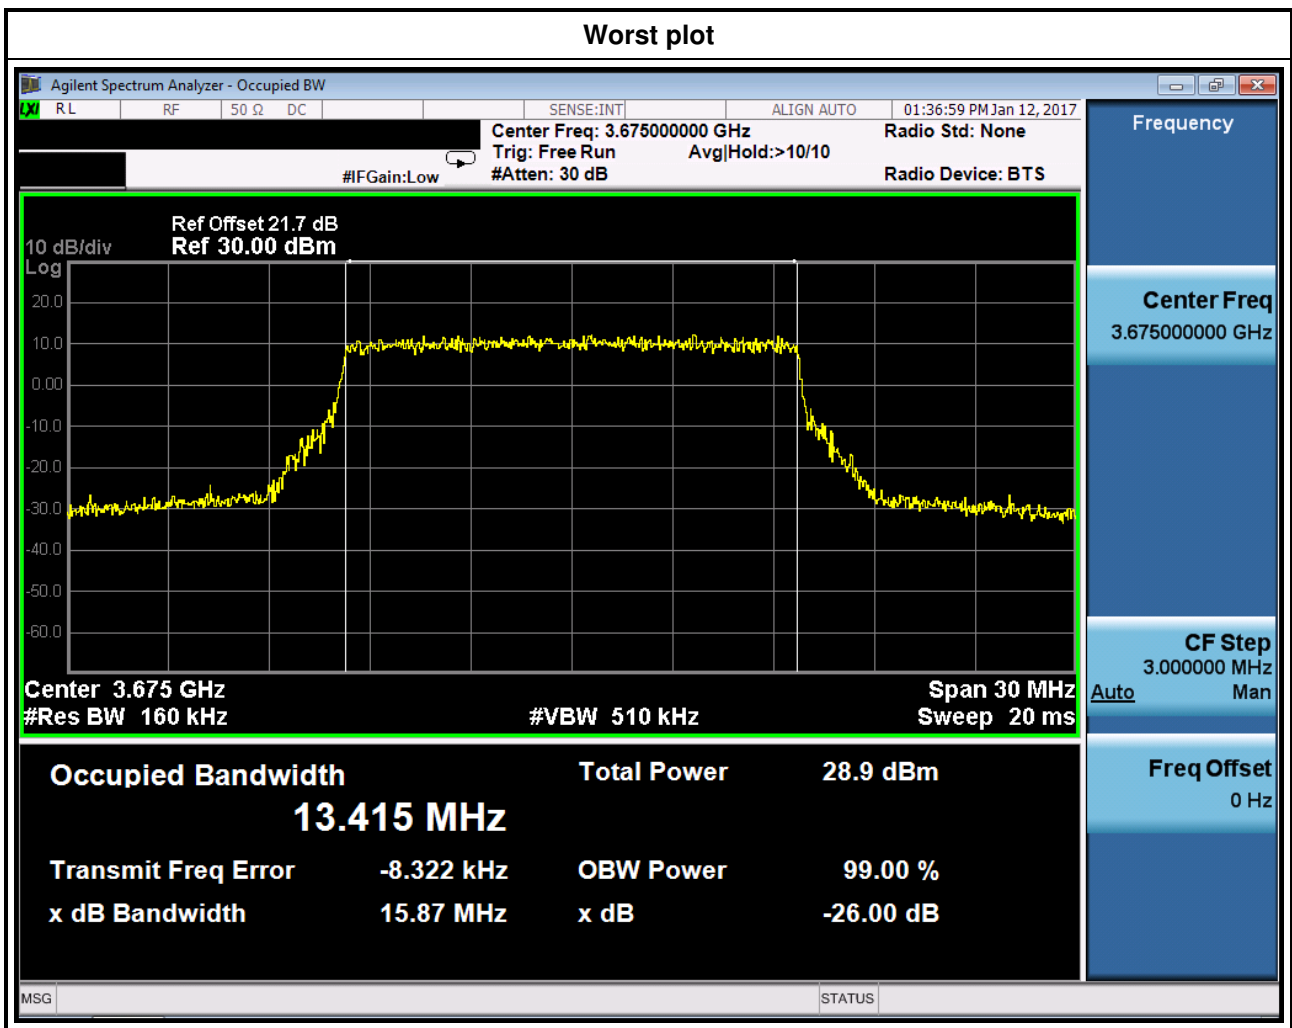 Worst plot
Agilent Spectrum Analyzer - Occupied BW
LXI RL RF 50 Ω DC SENSE:INT ALIGN AUTO 01:36:59 PM Jan 12, 2017
Center Freq: 3.675000000 GHz Radio Std: None
Trig: Free Run Avg|Hold:>10/10
#IFGain:Low #Atten: 30 dB Radio Device: BTS
Ref Offset 21.7 dB
10 dB/div Ref 30.00 dBm
Log
20.0
10.0
0.00
-10.0
-20.0
-30.0
-40.0
-50.0
-60.0
Center 3.675 GHz Span 30 MHz
#Res BW 160 kHz #VBW 510 kHz Sweep 20 ms
Occupied Bandwidth Total Power 28.9 dBm
13.415 MHz
Transmit Freq Error -8.322 kHz OBW Power 99.00 %
x dB Bandwidth 15.87 MHz x dB -26.00 dB
MSG STATUS
Frequency
Center Freq
3.675000000 GHz
CF Step
3.000000 MHz
Auto Man
Freq Offset
0 Hz